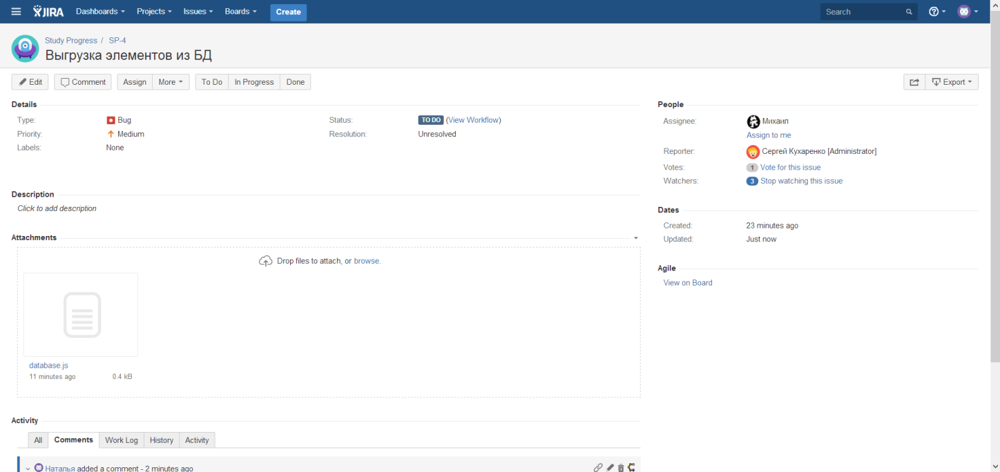 JIRA Dashboards Projects Issues Boards Create Search
Study Progress / SP-4
Выгрузка элементов из БД
Edit Comment Assign More To Do In Progress Done Export
Details
Type: Bug Status: TO DO (View Workflow)
Priority: Medium Resolution: Unresolved
Labels: None
Description
Click to add description
Attachments
Drop files to attach, or browse.
database.js
11 minutes ago 0.4 kB
Activity
All Comments Work Log History Activity
Наталья added a comment - 2 minutes ago
People
Assignee: Михаил
Assign to me
Reporter: Сергей Кухаренко [Administrator]
Votes: 1 Vote for this issue
Watchers: 3 Stop watching this issue
Dates
Created: 23 minutes ago
Updated: Just now
Agile
View on Board